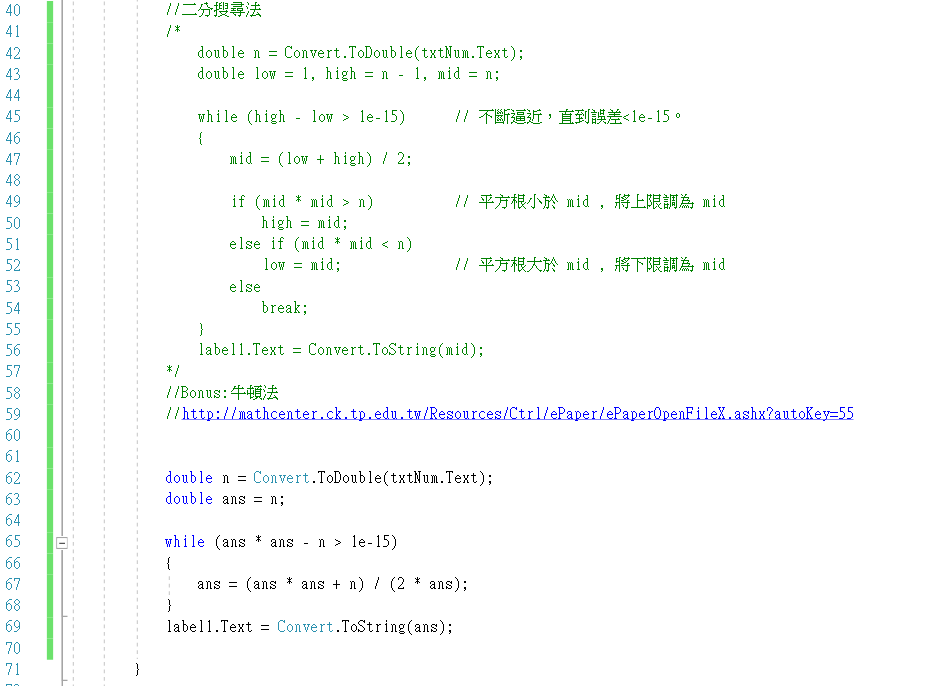 40 //二分搜尋法
41 /*
42 double n = Convert.ToDouble(txtNum.Text);
43 double low = 1, high = n - 1, mid = n;
44
45 while (high - low > 1e-15) // 不斷逼近，直到誤差<1e-15。
46 {
47 mid = (low + high) / 2;
48
49 if (mid * mid > n) // 平方根小於 mid , 將上限調為 mid
50 high = mid;
51 else if (mid * mid < n)
52 low = mid; // 平方根大於 mid , 將下限調為 mid
53 else
54 break;
55 }
56 label1.Text = Convert.ToString(mid);
57 */
58 //Bonus:牛頓法
59 //http://mathcenter.ck.tp.edu.tw/Resources/Ctrl/ePaper/ePaperOpenFileX.ashx?autoKey=55
60
61
62 double n = Convert.ToDouble(txtNum.Text);
63 double ans = n;
64
65 while (ans * ans - n > 1e-15)
66 {
67 ans = (ans * ans + n) / (2 * ans);
68 }
69 label1.Text = Convert.ToString(ans);
70
71 }